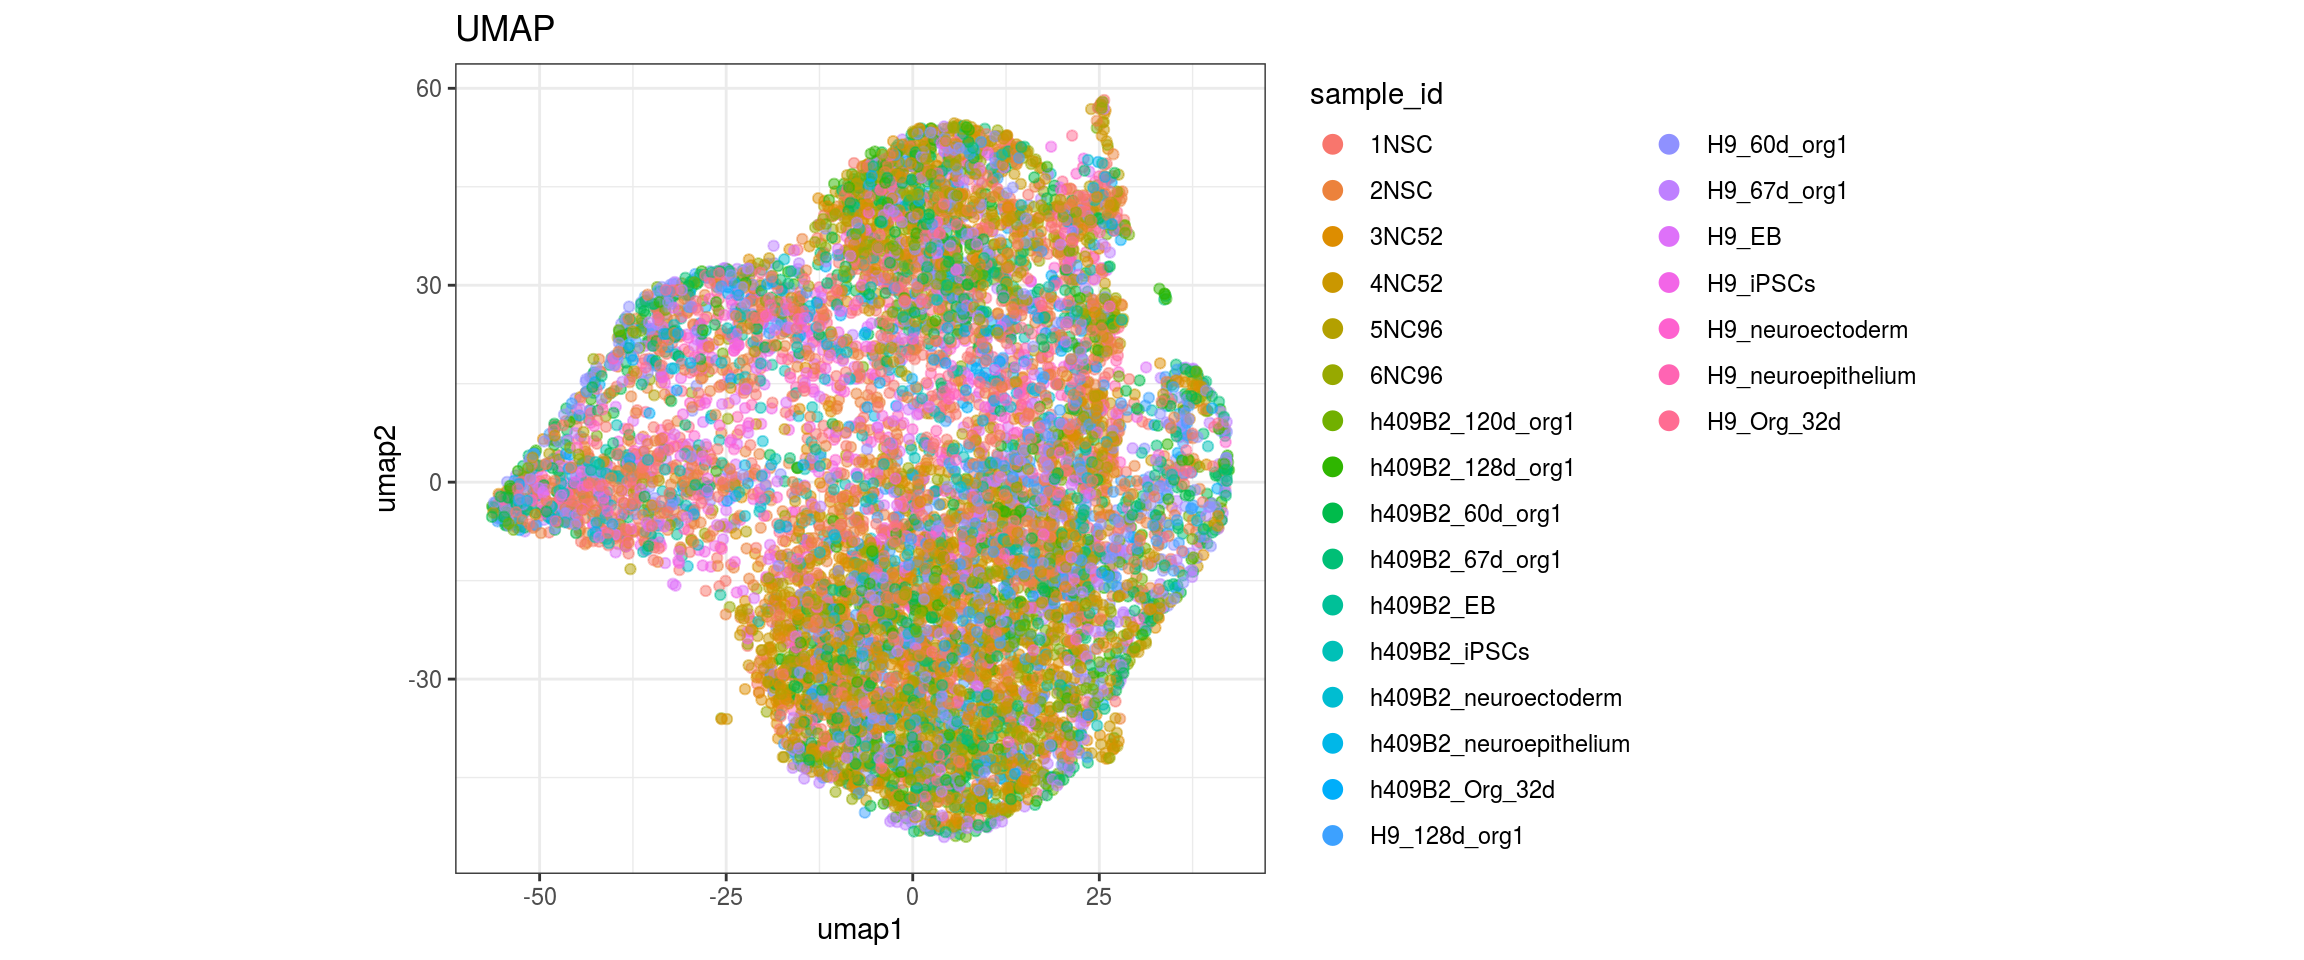 UMAP
60
30
0
-30
umap2
-50
-25
0
25
umap1
sample_id
1NSC
2NSC
3NC52
4NC52
5NC96
6NC96
h409B2_120d_org1
h409B2_128d_org1
h409B2_60d_org1
h409B2_67d_org1
h409B2_EB
h409B2_iPSCs
h409B2_neuroectoderm
h409B2_neuroepithelium
h409B2_Org_32d
H9_128d_org1
H9_60d_org1
H9_67d_org1
H9_EB
H9_iPSCs
H9_neuroectoderm
H9_neuroepithelium
H9_Org_32d